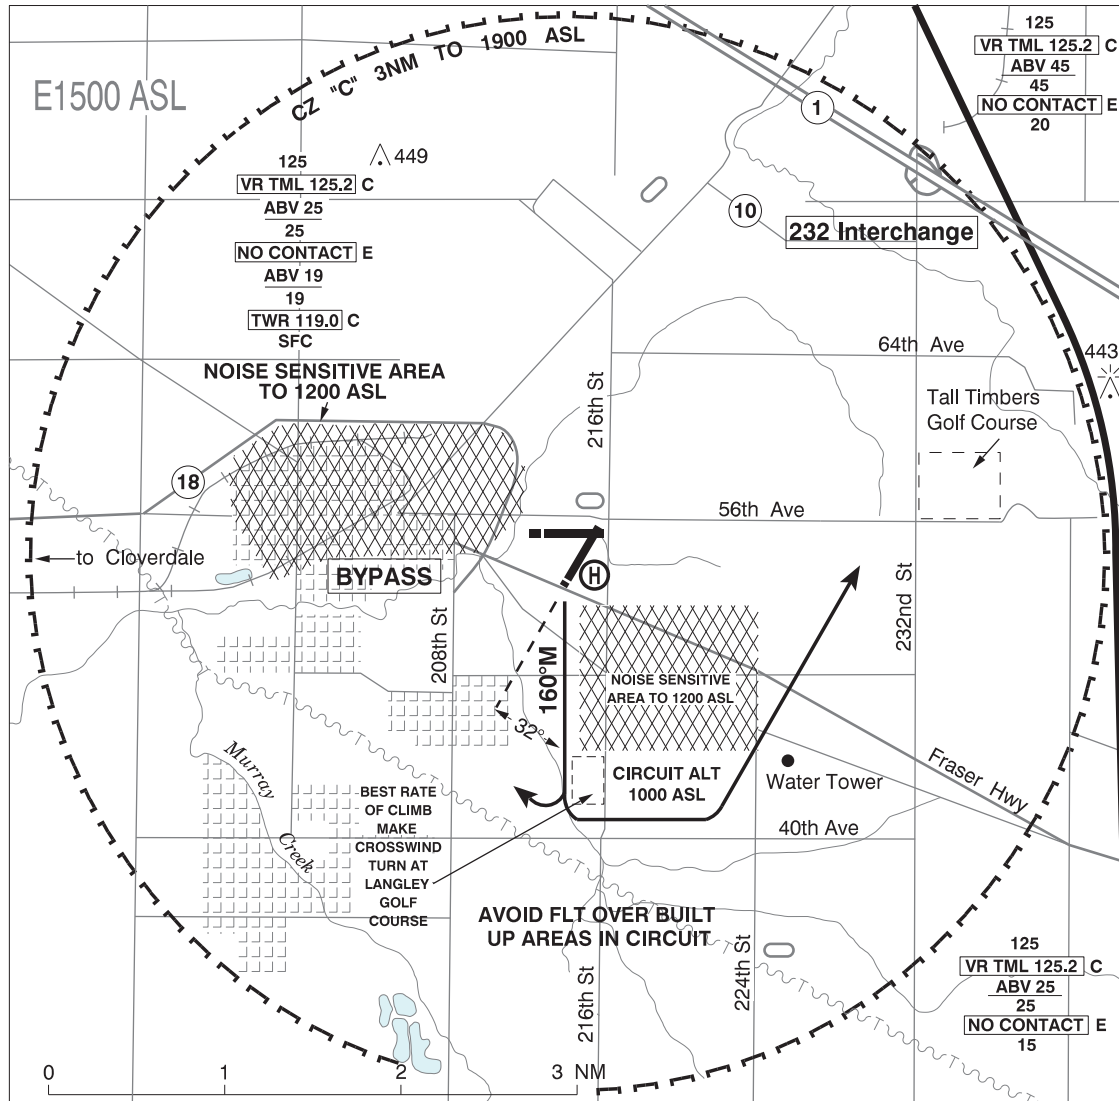 CZ "C" 3NM TO 1900 ASL
E1500 ASL
125
VR TML 125.2 C
ABV 45
45
NO CONTACT E
20
1
449
125
VR TML 125.2 C
ABV 25
25
NO CONTACT E
ABV 19
19
TWR 119.0 C
SFC
10
232 Interchange
64th Ave
443
NOISE SENSITIVE AREA
TO 1200 ASL
216th St
Tall Timbers
Golf Course
18
56th Ave
to Cloverdale
BYPASS
H
208th St
232nd St
160°M
NOISE SENSITIVE
AREA TO 1200 ASL
32°
Murray
Creek
CIRCUIT ALT
1000 ASL
Water Tower
Fraser Hwy
BEST RATE
OF CLIMB
MAKE
CROSSWIND
TURN AT
LANGLEY
GOLF
COURSE
40th Ave
AVOID FLT OVER BUILT
UP AREAS IN CIRCUIT
216th St
224th St
125
VR TML 125.2 C
ABV 25
25
NO CONTACT E
15
0 1 2 3 NM
T T T T T T T T T T T T T T T